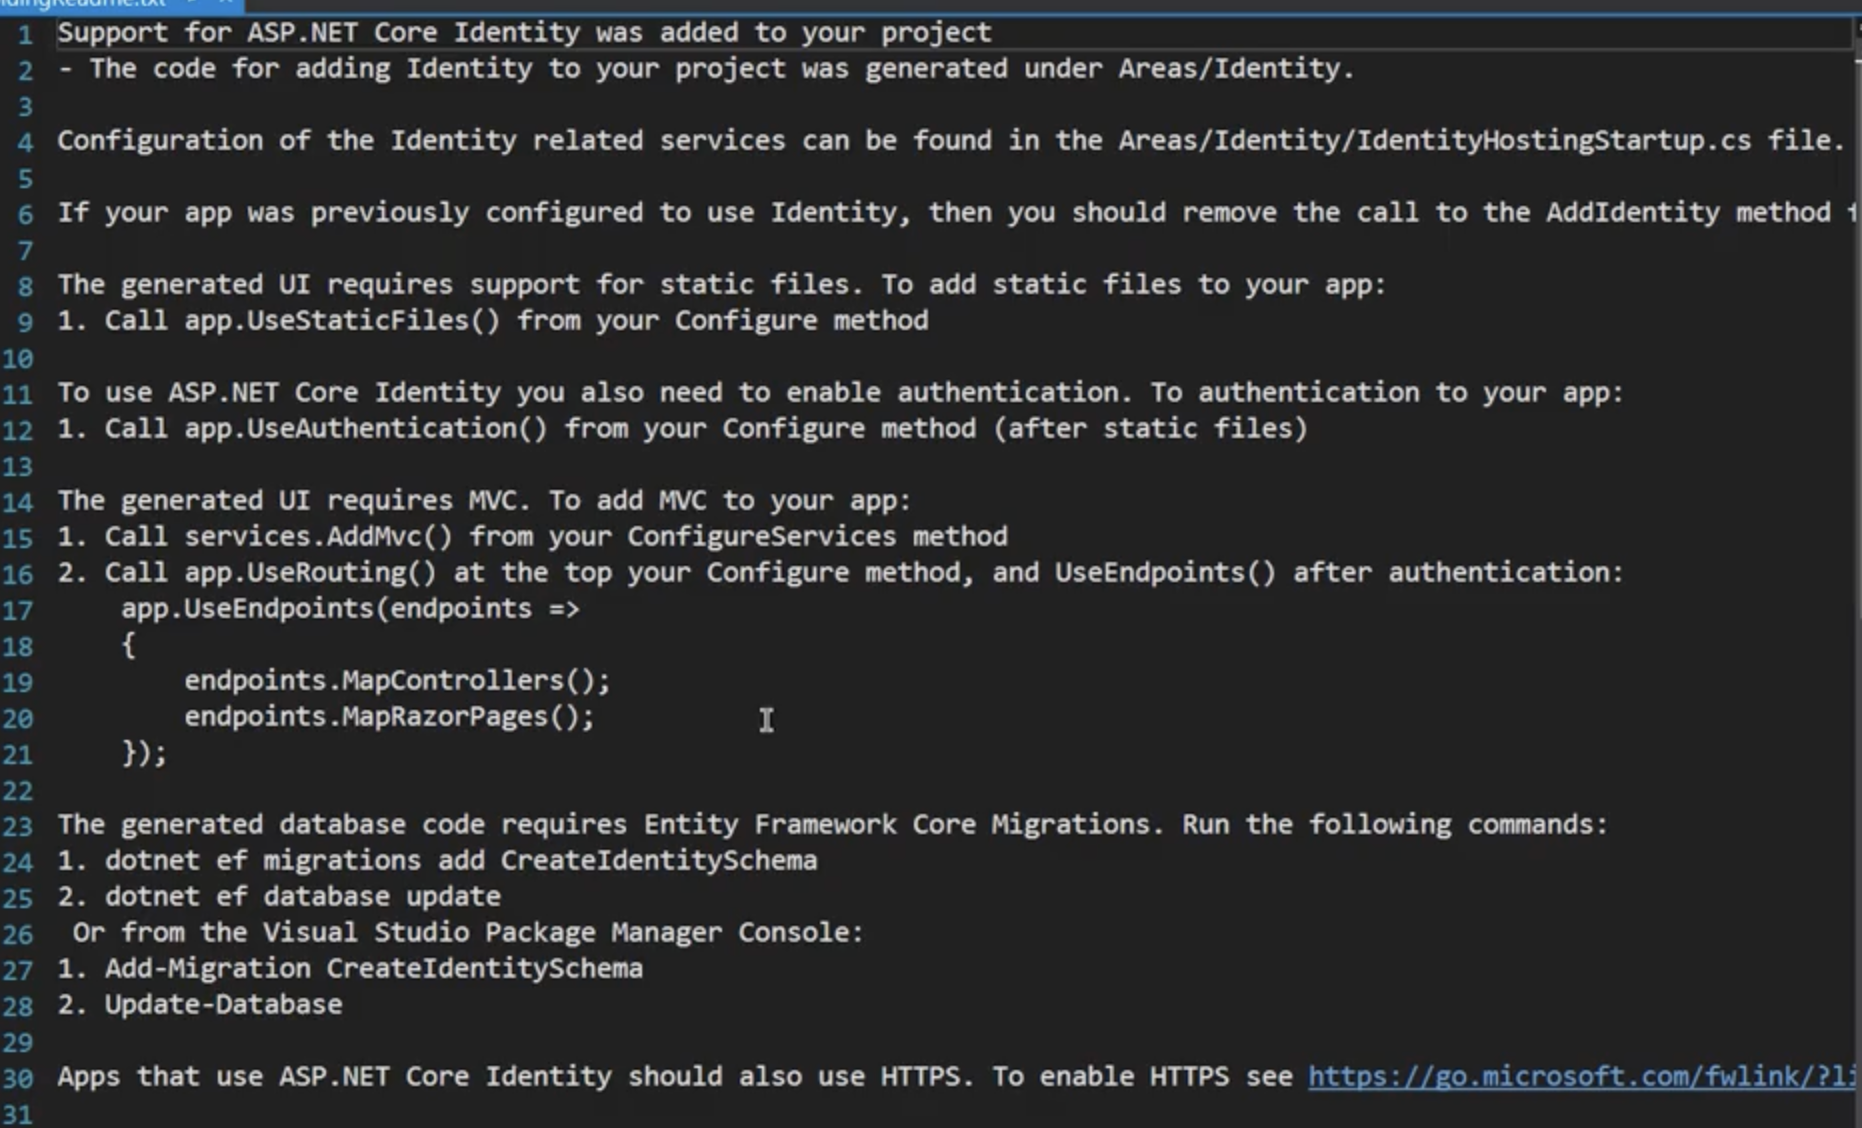 1 Support for ASP.NET Core Identity was added to your project
2 - The code for adding Identity to your project was generated under Areas/Identity.
3
4 Configuration of the Identity related services can be found in the Areas/Identity/IdentityHostingStartup.cs file.
5
6 If your app was previously configured to use Identity, then you should remove the call to the AddIdentity method
7
8 The generated UI requires support for static files. To add static files to your app:
9 1. Call app.UseStaticFiles() from your Configure method
10
11 To use ASP.NET Core Identity you also need to enable authentication. To authentication to your app:
12 1. Call app.UseAuthentication() from your Configure method (after static files)
13
14 The generated UI requires MVC. To add MVC to your app:
15 1. Call services.AddMvc() from your ConfigureServices method
16 2. Call app.UseRouting() at the top your Configure method, and UseEndpoints() after authentication:
17 app.UseEndpoints(endpoints =>
18 {
19 endpoints.MapControllers();
20 endpoints.MapRazorPages();
21 });
22
23 The generated database code requires Entity Framework Core Migrations. Run the following commands:
24 1. dotnet ef migrations add CreateIdentitySchema
25 2. dotnet ef database update
26 Or from the Visual Studio Package Manager Console:
27 1. Add-Migration CreateIdentitySchema
28 2. Update-Database
29
30 Apps that use ASP.NET Core Identity should also use HTTPS. To enable HTTPS see https://go.microsoft.com/fwlink/?li
31